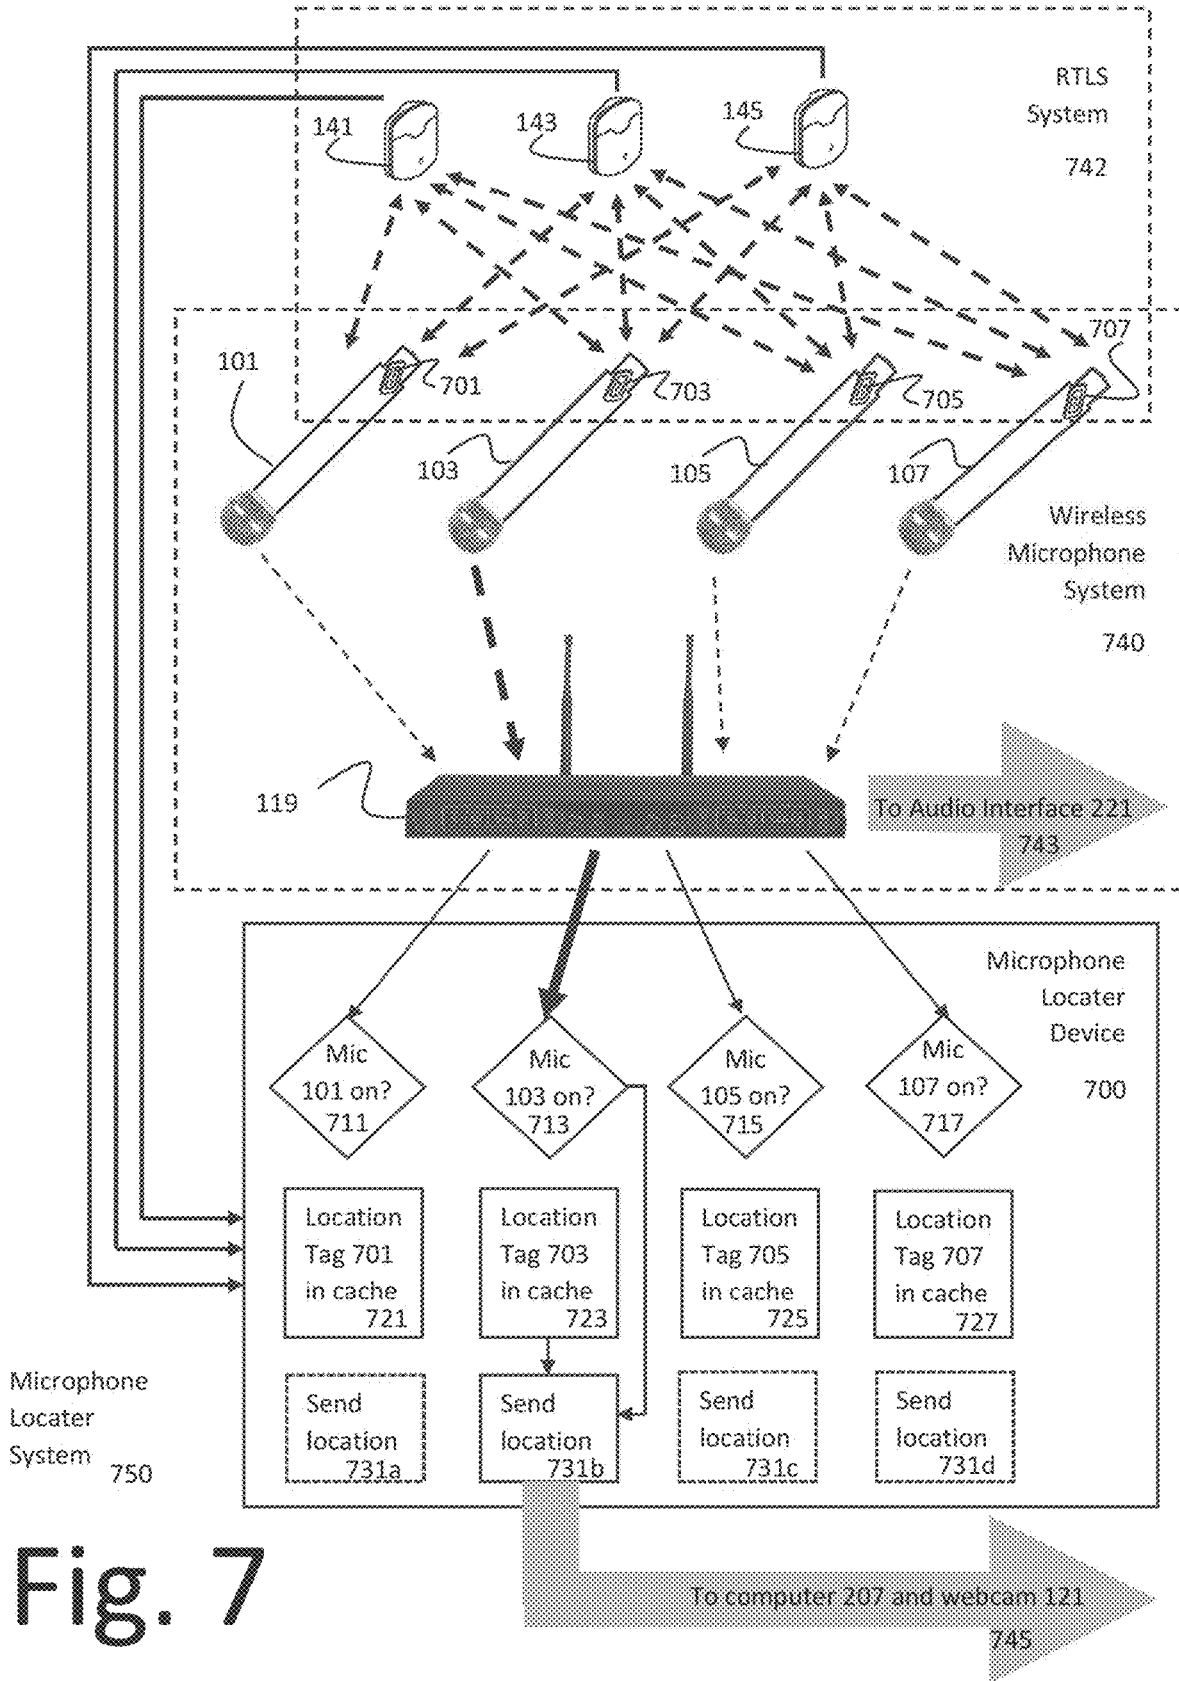 RTLS
System
742
141
143
145
707
101
701
703
705
103
105
107
Wireless
Microphone
System
740
119
To Audio Interface 221
743
Microphone
Locater
Device
700
Mic
101 on?
711
Mic
103 on?
713
Mic
105 on?
715
Mic
107 on?
717
Location
Tag 701
in cache
721
Location
Tag 703
in cache
723
Location
Tag 705
in cache
725
Location
Tag 707
in cache
727
Microphone
Locater
System
750
Send
location
731a
Send
location
731b
Send
location
731c
Send
location
731d
Fig. 7
To computer 207 and webcam 121
745